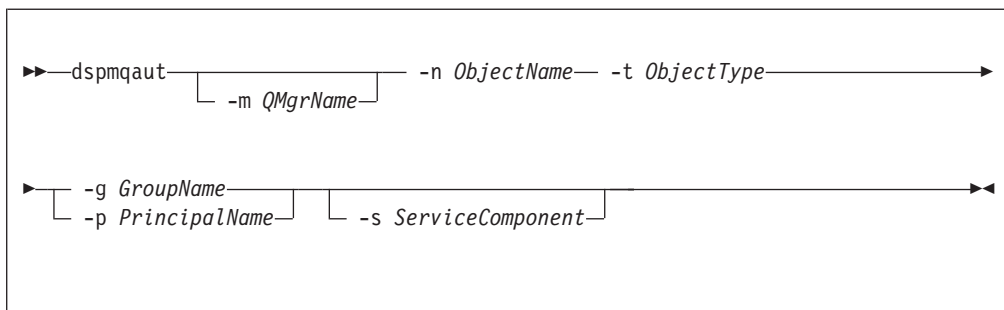 dspmqaut -n ObjectName -t ObjectType
-m QMgrName
-g GroupName
-p PrincipalName -s ServiceComponent